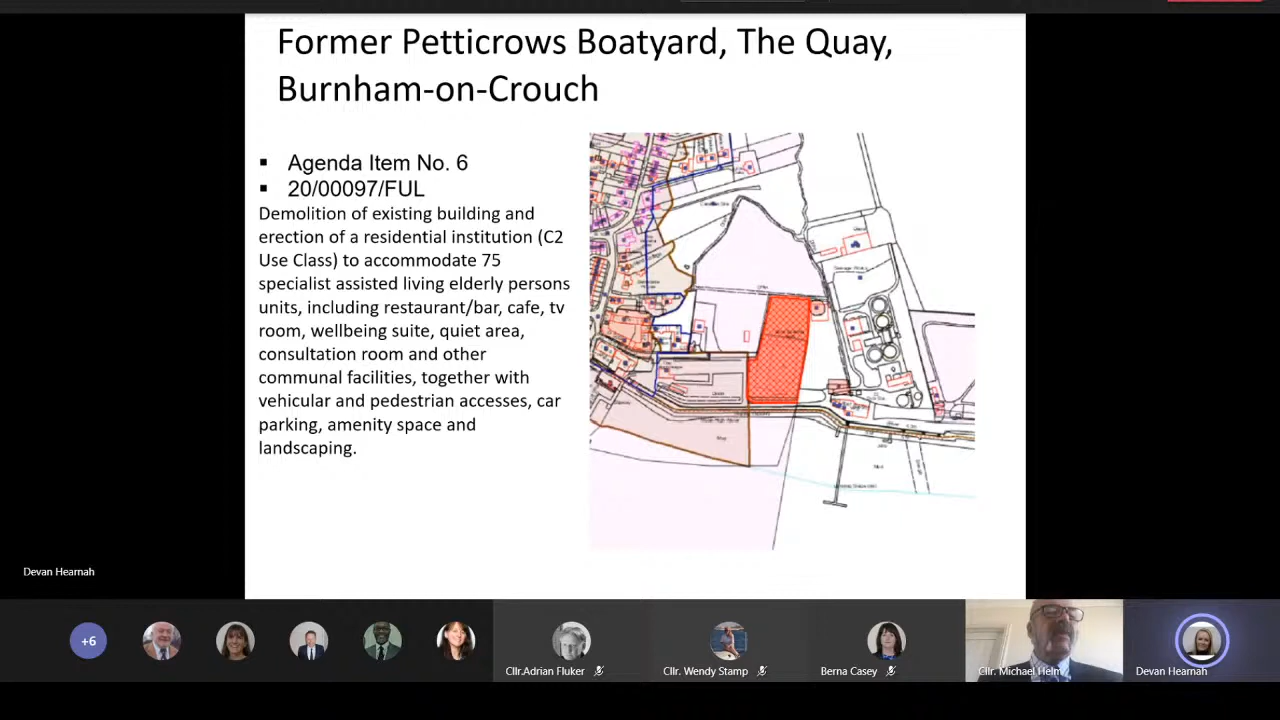 Former Petticrows Boatyard, The Quay,
Burnham-on-Crouch
▪ Agenda Item No. 6
▪ 20/00097/FUL
Demolition of existing building and
erection of a residential institution (C2
Use Class) to accommodate 75
specialist assisted living elderly persons
units, including restaurant/bar, cafe, tv
room, wellbeing suite, quiet area,
consultation room and other
communal facilities, together with
vehicular and pedestrian accesses, car
parking, amenity space and
landscaping.
Devan Hearnah
+6
Cllr.Adrian Fluker
Cllr. Wendy Stamp
Berna Casey
Cllr. Michael Helm
Devan Hearnah